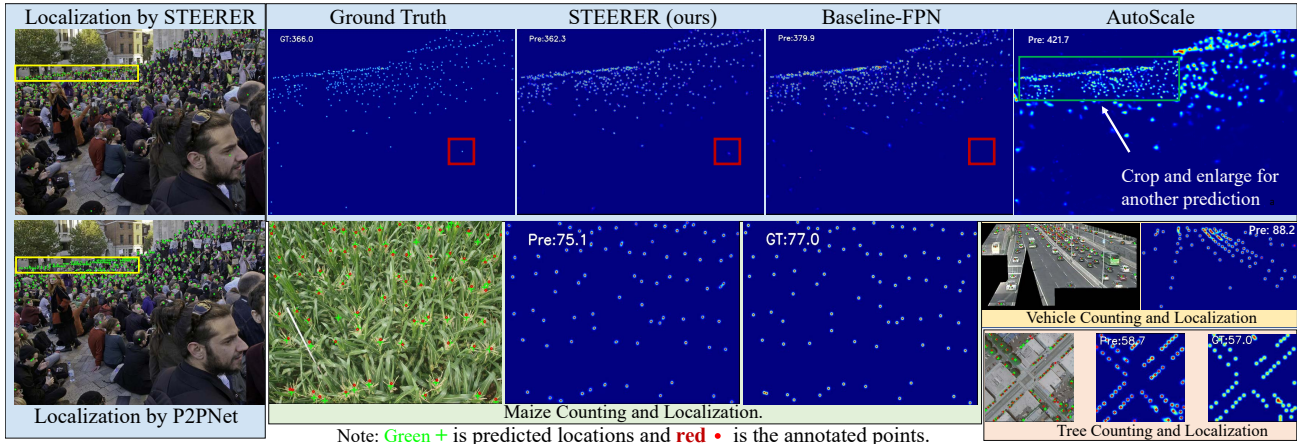 Localization by STEERER
Ground Truth
STEERER (ours)
Baseline-FPN
AutoScale
GT:366.0
Pre:362.3
Pre:379.9
Pre: 421.7
Crop and enlarge for
another prediction
Pre:75.1
GT:77.0
Pre: 88.2
Vehicle Counting and Localization
Pre:58.7
GT:57.0
Localization by P2PNet
Maize Counting and Localization.
Tree Counting and Localization
Note: Green + is predicted locations and red • is the annotated points.